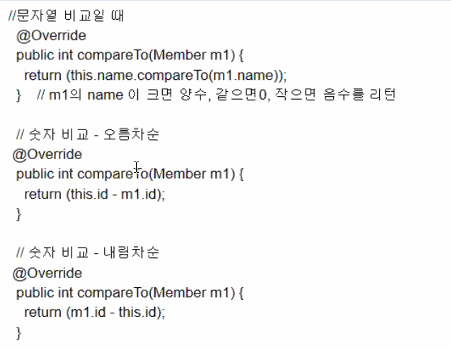 //문자열 비교일 때
@Override
public int compareTo(Member m1) {
return (this.name.compareTo(m1.name));
} // m1의 name 이 크면 양수, 같으면0, 작으면 음수를 리턴
// 숫자 비교 - 오름차순
@Override
public int compareTo(Member m1) {
return (this.id - m1.id);
}
// 숫자 비교 - 내림차순
@Override
public int compareTo(Member m1) {
return (m1.id - this.id);
}